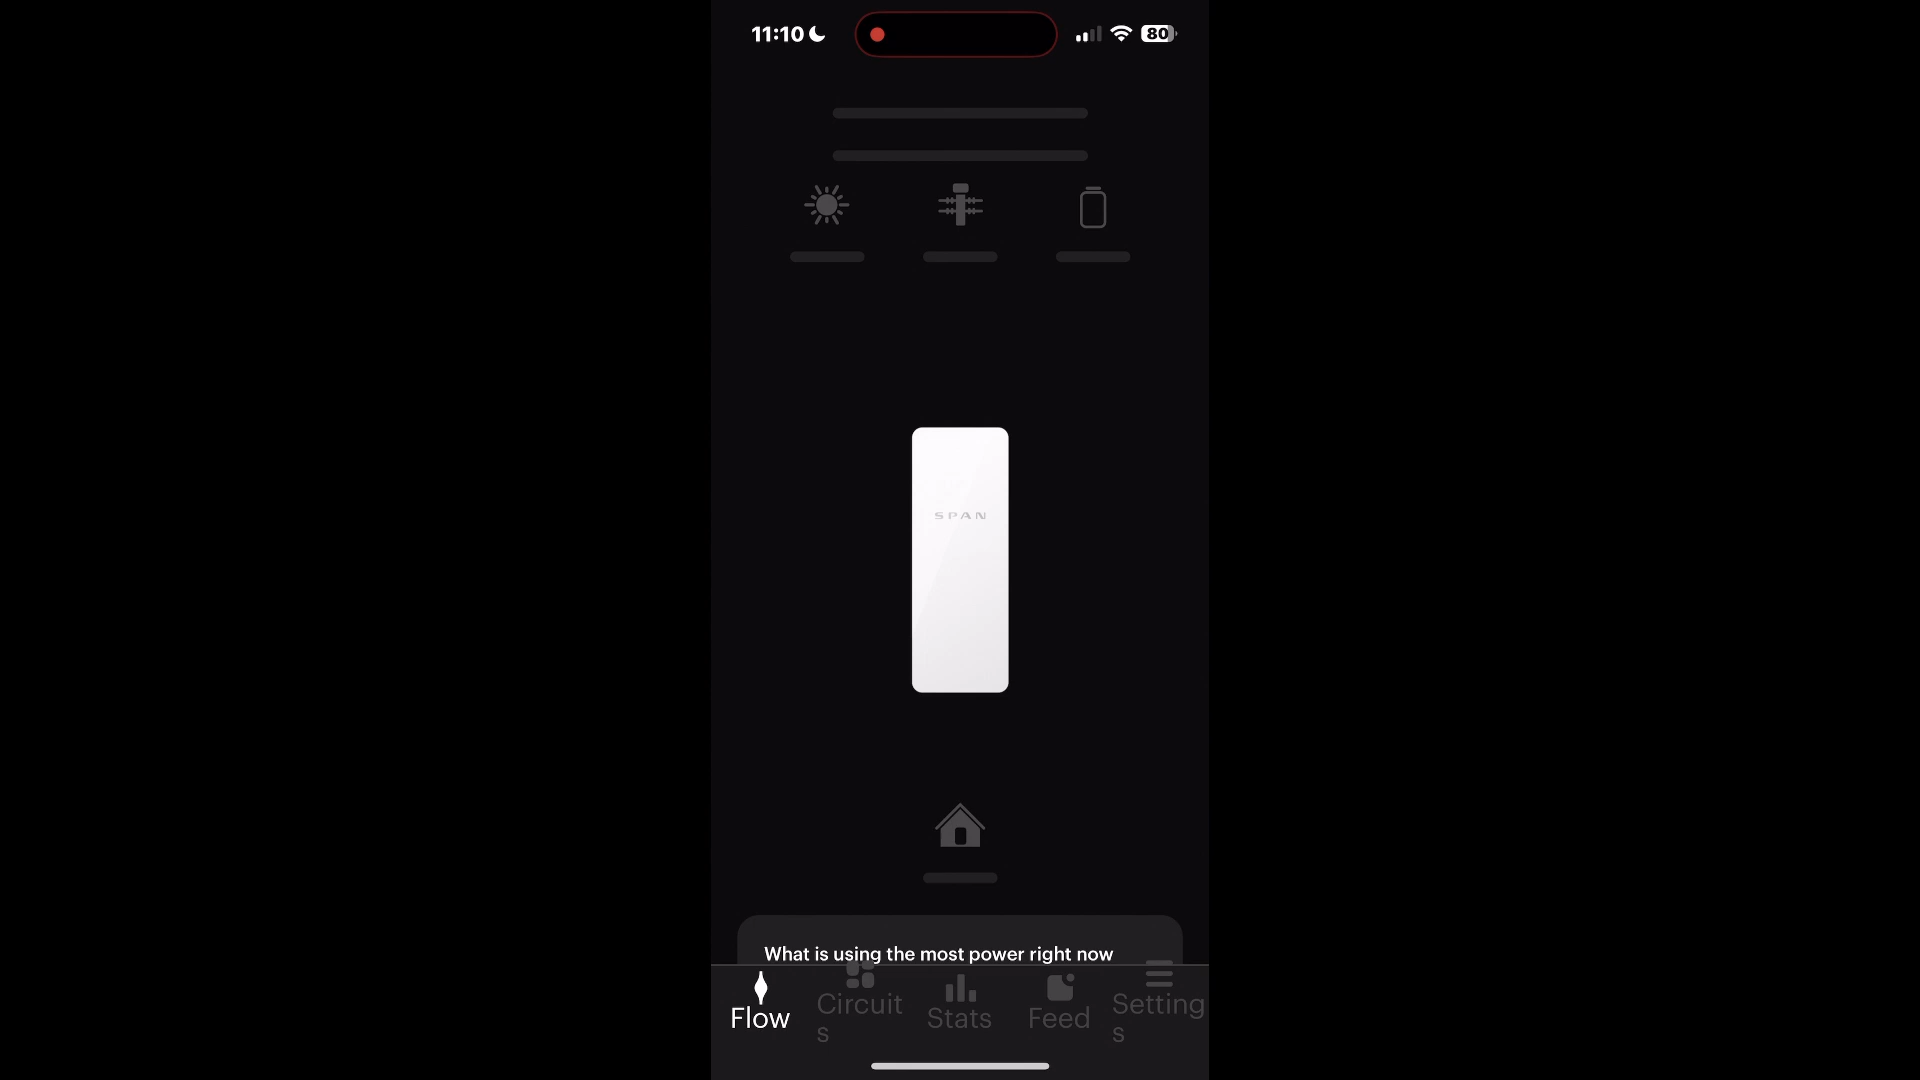 11:10
80
SPAN
What is using the most power right now
Flow
Circuit
s
Stats
Feed
Setting
s